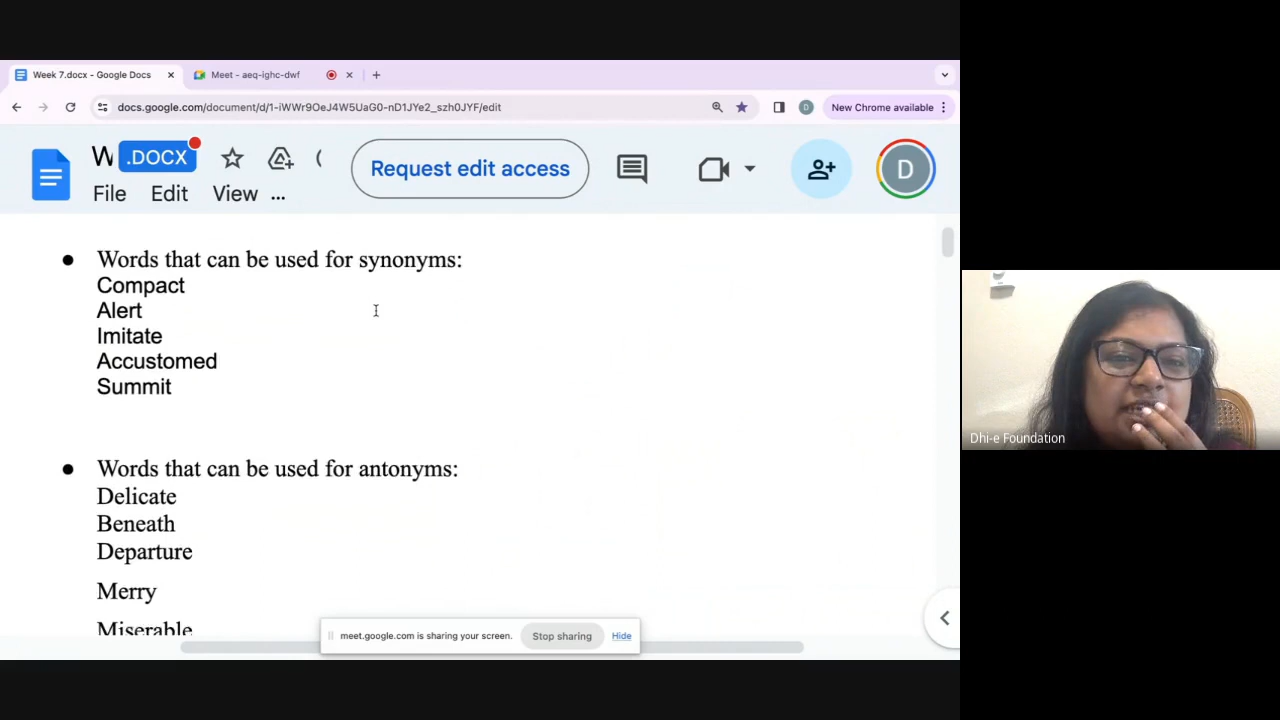 Week 7.docx - Google Docs
Meet - aeq-ighc-dwf
docs.google.com/document/d/1-iWWr9OeJ4W5UaG0-nD1JYe2_szh0JYF/edit
New Chrome available
D
W
.DOCX
Request edit access
D
File Edit View ...
● Words that can be used for synonyms:
Compact
Alert
Imitate
Accustomed
Summit
● Words that can be used for antonyms:
Delicate
Beneath
Departure
Merry
Miserable
meet.google.com is sharing your screen. Stop sharing Hide
Dhi-e Foundation